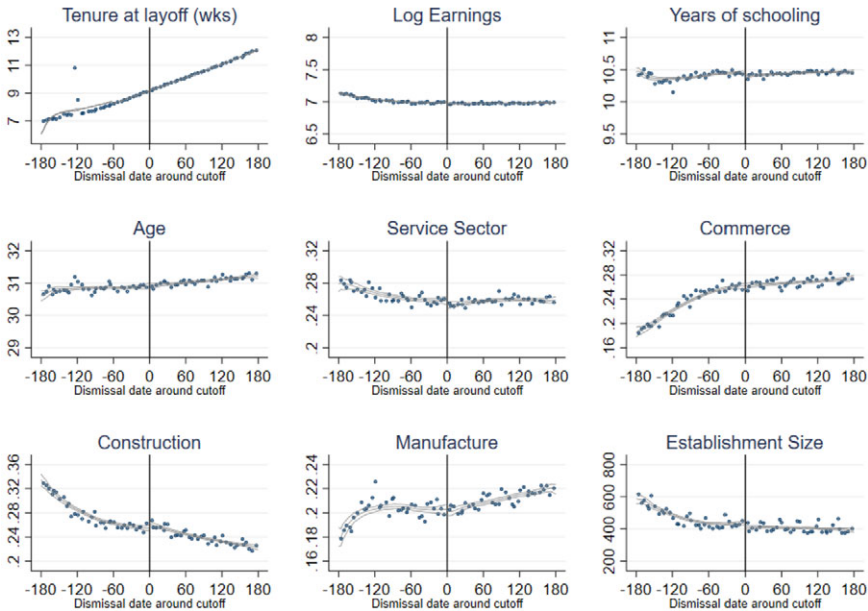 Tenure at layoff (wks)
13
11
9
7
-180 -120 -60 0 60 120 180
Dismissal date around cutoff
Log Earnings
8
7.5
7
6.5
-180 -120 -60 0 60 120 180
Dismissal date around cutoff
Years of schooling
11
10.5
10
9.5
-180 -120 -60 0 60 120 180
Dismissal date around cutoff
Age
32
31
30
29
-180 -120 -60 0 60 120 180
Dismissal date around cutoff
Service Sector
.32
.28
.24
.2
-180 -120 -60 0 60 120 180
Dismissal date around cutoff
Commerce
.32
.28
.24
.2
.16
-180 -120 -60 0 60 120 180
Dismissal date around cutoff
Construction
.36
.32
.28
.24
.2
-180 -120 -60 0 60 120 180
Dismissal date around cutoff
Manufacture
.24
.22
.2
.18
.16
-180 -120 -60 0 60 120 180
Dismissal date around cutoff
Establishment Size
800
600
400
200
-180 -120 -60 0 60 120 180
Dismissal date around cutoff